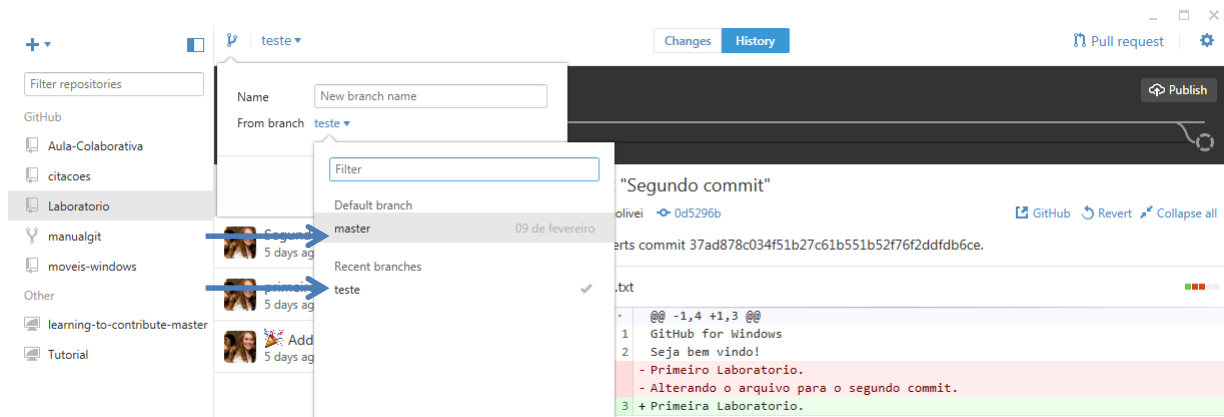 teste
Changes
History
Pull request
Filter repositories
GitHub
Aula-Colaborativa
citacoes
Laboratorio
manualgit
moveis-windows
Other
learning-to-contribute-master
Tutorial
Name
New branch name
From branch teste
Filter
Default branch
master 09 de fevereiro
Recent branches
teste
5 days ag
primeir
5 days ag
Add
5 days ag
Publish
"Segundo commit"
olivei 0d5296b
GitHub Revert Collapse all
erts commit 37ad878c034f51b27c61b551b52f76f2ddfdb6ce.
.txt
@@ -1,4 +1,3 @@
1 GitHub for Windows
2 Seja bem vindo!
- Primeiro Laboratorio.
- Alterando o arquivo para o segundo commit.
3 + Primeira Laboratorio.